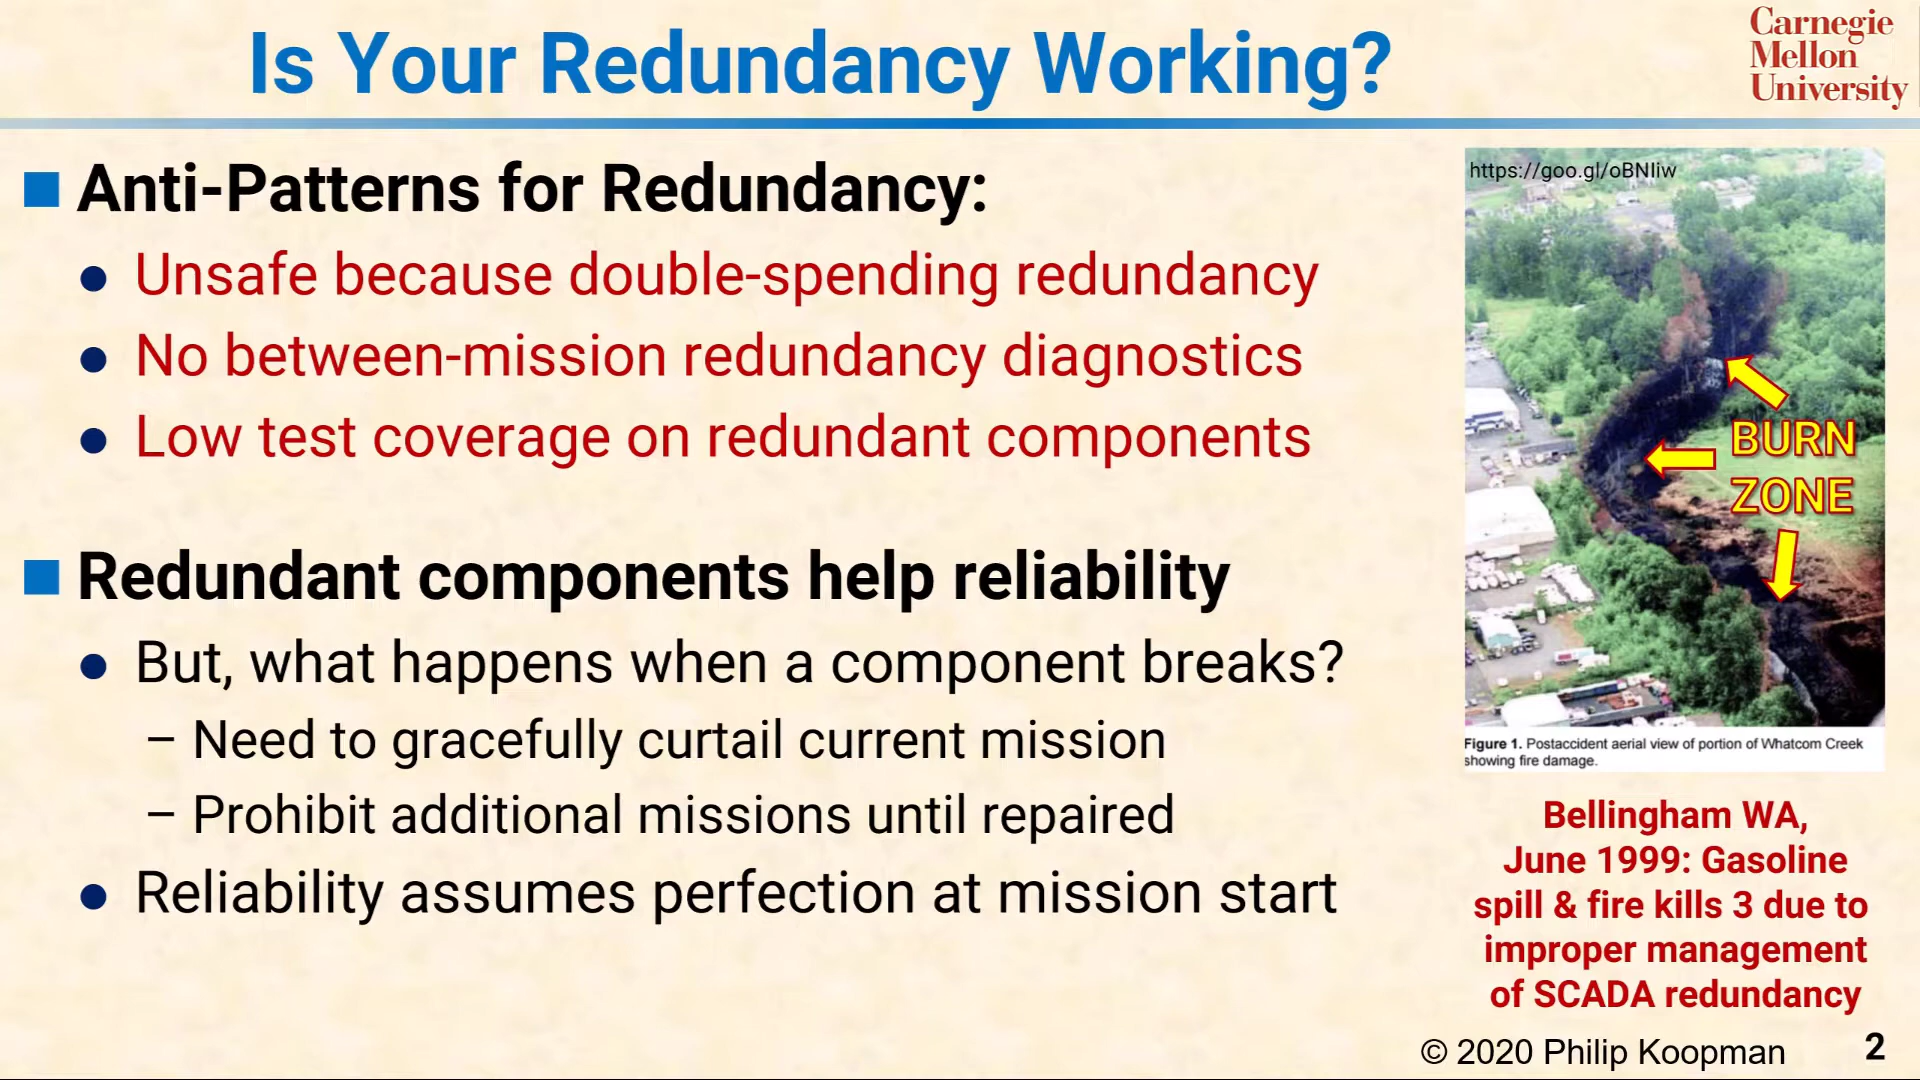 Is Your Redundancy Working?
Carnegie
Mellon
University
Anti-Patterns for Redundancy:
Unsafe because double-spending redundancy
No between-mission redundancy diagnostics
Low test coverage on redundant components
Redundant components help reliability
But, what happens when a component breaks?
– Need to gracefully curtail current mission
– Prohibit additional missions until repaired
Reliability assumes perfection at mission start
https://goo.gl/oBNIiw
BURN
ZONE
Figure 1. Postaccident aerial view of portion of Whatcom Creek
showing fire damage.
Bellingham WA,
June 1999: Gasoline
spill & fire kills 3 due to
improper management
of SCADA redundancy
© 2020 Philip Koopman
2